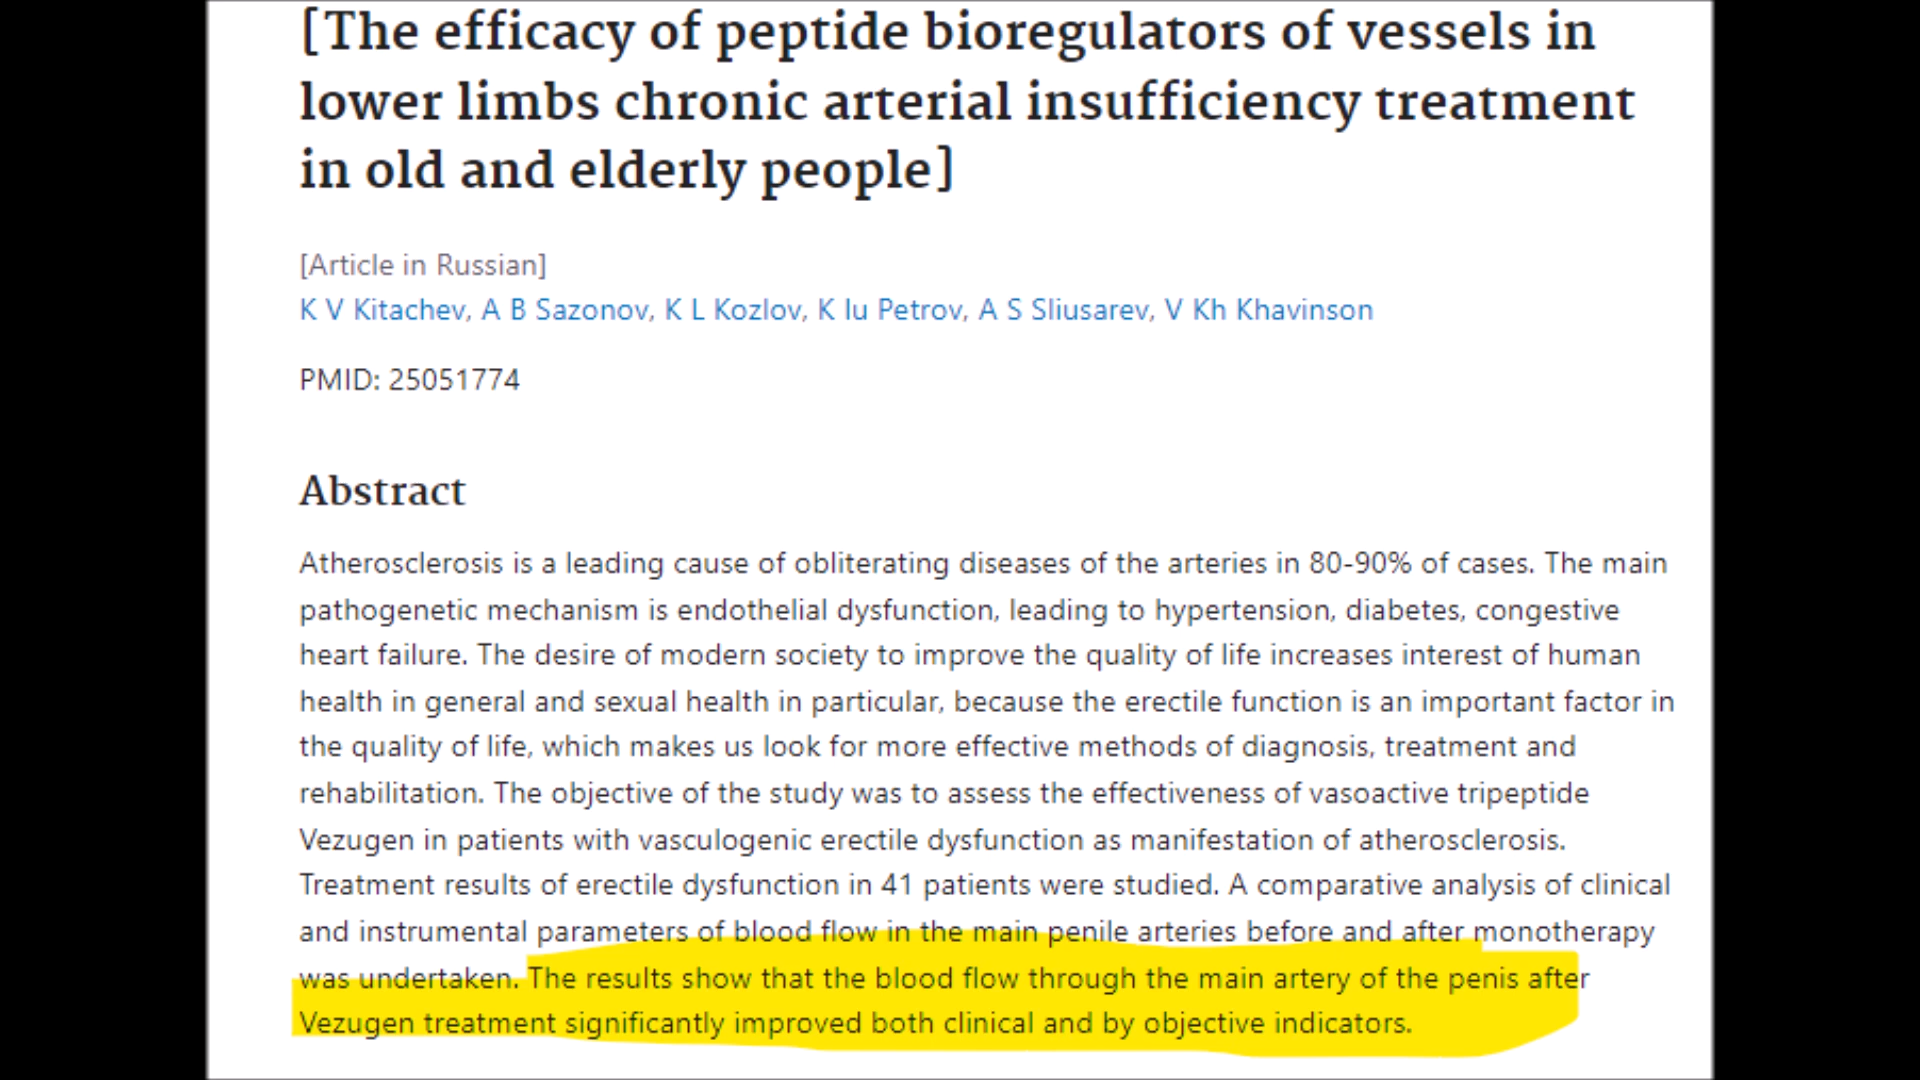 [The efficacy of peptide bioregulators of vessels in
lower limbs chronic arterial insufficiency treatment
in old and elderly people]
[Article in Russian]
K V Kitachev, A B Sazonov, K L Kozlov, K Iu Petrov, A S Sliusarev, V Kh Khavinson
PMID: 25051774
Abstract
Atherosclerosis is a leading cause of obliterating diseases of the arteries in 80-90% of cases. The main
pathogenetic mechanism is endothelial dysfunction, leading to hypertension, diabetes, congestive
heart failure. The desire of modern society to improve the quality of life increases interest of human
health in general and sexual health in particular, because the erectile function is an important factor in
the quality of life, which makes us look for more effective methods of diagnosis, treatment and
rehabilitation. The objective of the study was to assess the effectiveness of vasoactive tripeptide
Vezugen in patients with vasculogenic erectile dysfunction as manifestation of atherosclerosis.
Treatment results of erectile dysfunction in 41 patients were studied. A comparative analysis of clinical
and instrumental parameters of blood flow in the main penile arteries before and after monotherapy
was undertaken. The results show that the blood flow through the main artery of the penis after
Vezugen treatment significantly improved both clinical and by objective indicators.